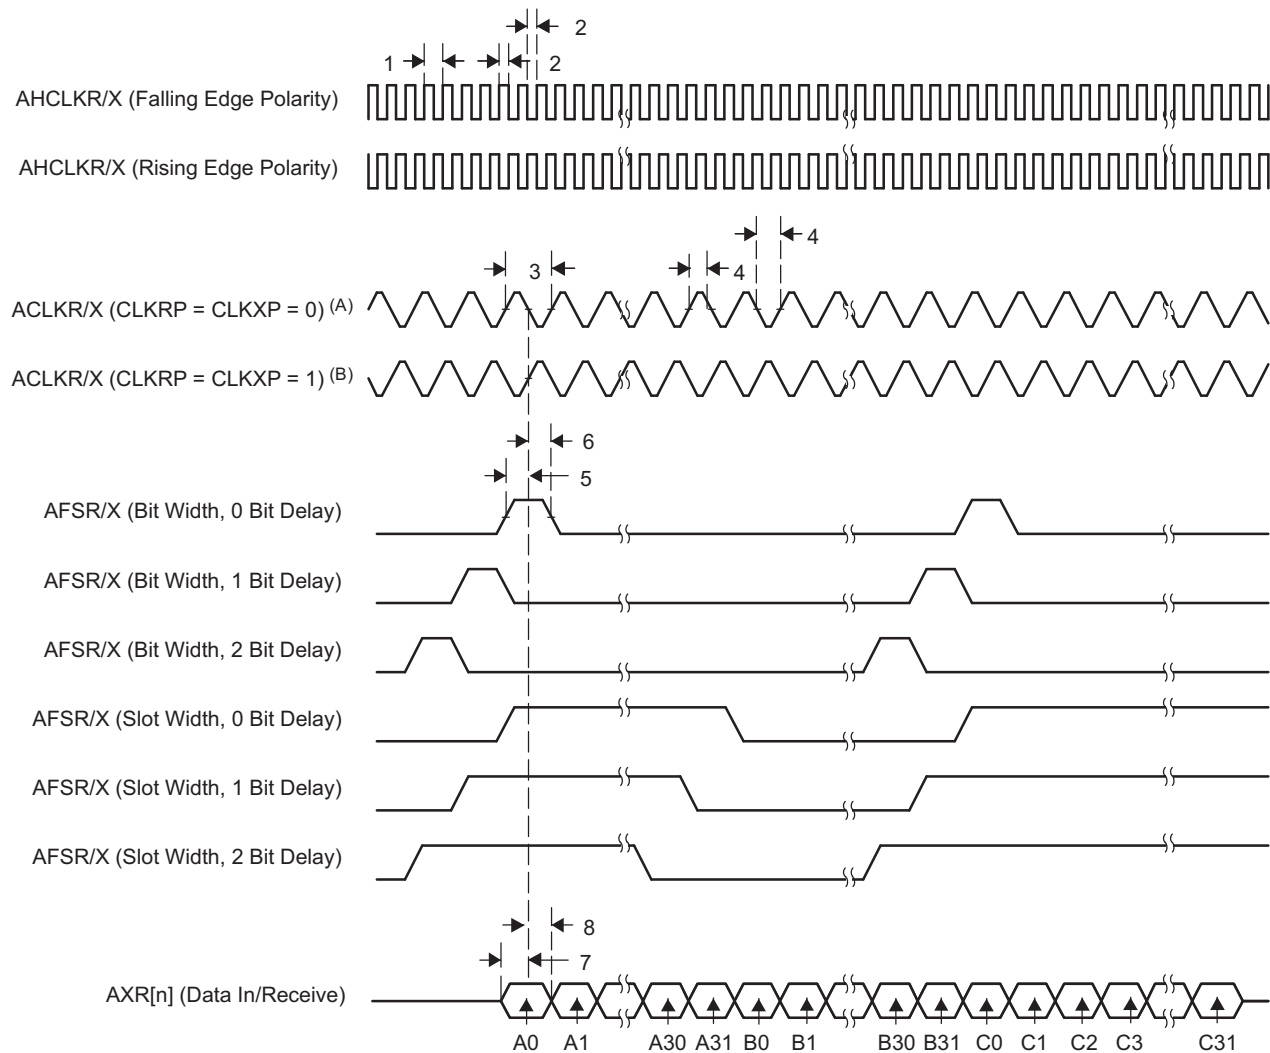 2
1
2
AHCLKR/X (Falling Edge Polarity)
AHCLKR/X (Rising Edge Polarity)
4
3
4
ACLKR/X (CLKRP = CLKXP = 0) (A)
ACLKR/X (CLKRP = CLKXP = 1) (B)
6
5
AFSR/X (Bit Width, 0 Bit Delay)
AFSR/X (Bit Width, 1 Bit Delay)
AFSR/X (Bit Width, 2 Bit Delay)
AFSR/X (Slot Width, 0 Bit Delay)
AFSR/X (Slot Width, 1 Bit Delay)
AFSR/X (Slot Width, 2 Bit Delay)
8
7
AXR[n] (Data In/Receive)
A0 A1 A30 A31 B0 B1 B30 B31 C0 C1 C2 C3 C31